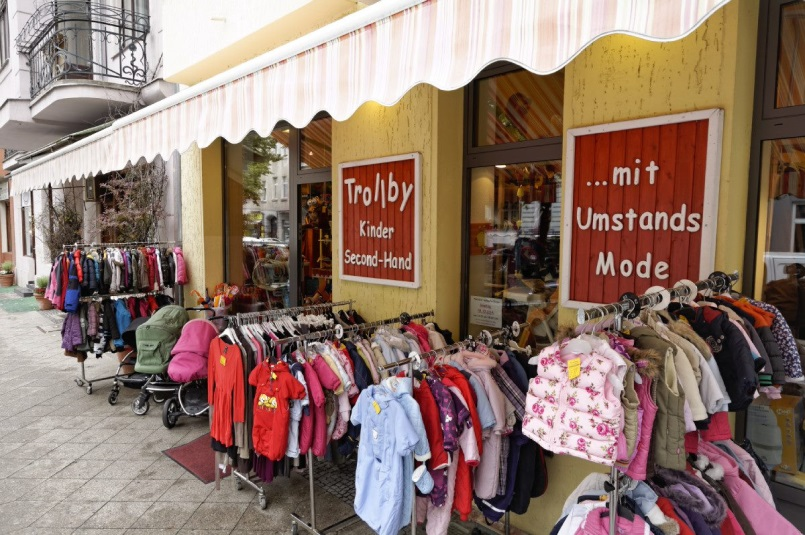 Trollby
Kinder
Second-Hand
...mit
Umstands
Mode